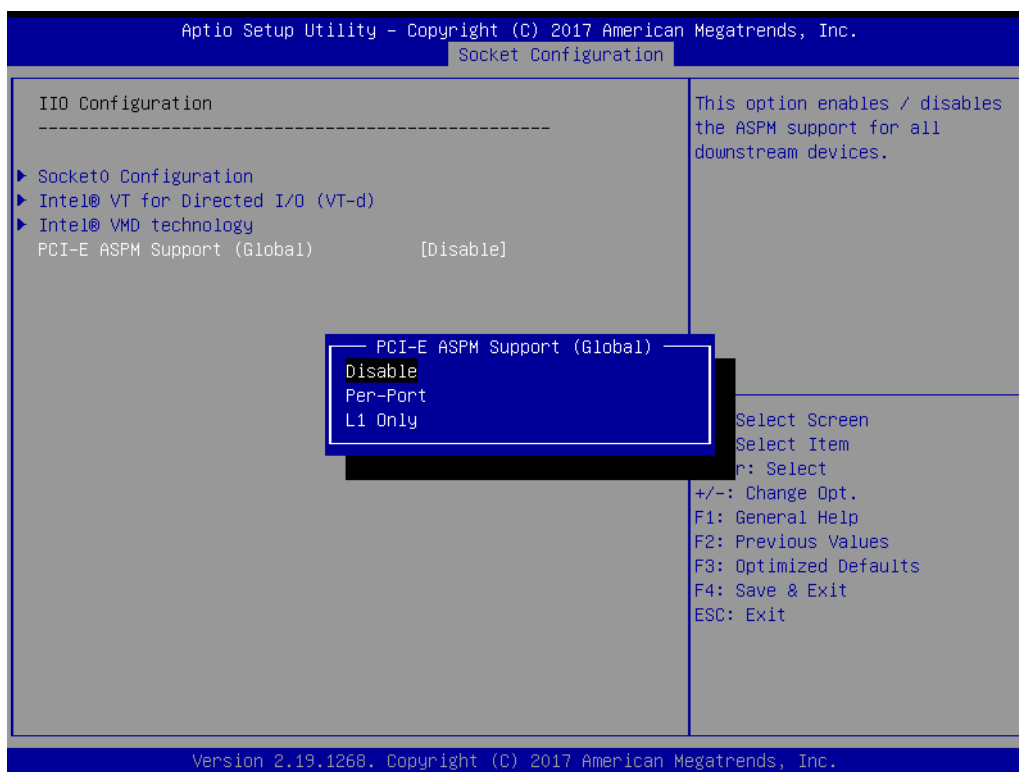 Aptio Setup Utility – Copyright (C) 2017 American Megatrends, Inc.
Socket Configuration
IIO Configuration
--------------------------------------------------
Socket0 Configuration
Intel® VT for Directed I/O (VT-d)
Intel® VMD technology
PCI-E ASPM Support (Global) [Disable]
This option enables / disables
the ASPM support for all
downstream devices.
PCI-E ASPM Support (Global)
Disable
Per-Port
L1 Only
Select Screen
Select Item
r: Select
+/-: Change Opt.
F1: General Help
F2: Previous Values
F3: Optimized Defaults
F4: Save & Exit
ESC: Exit
Version 2.19.1268. Copyright (C) 2017 American Megatrends, Inc.